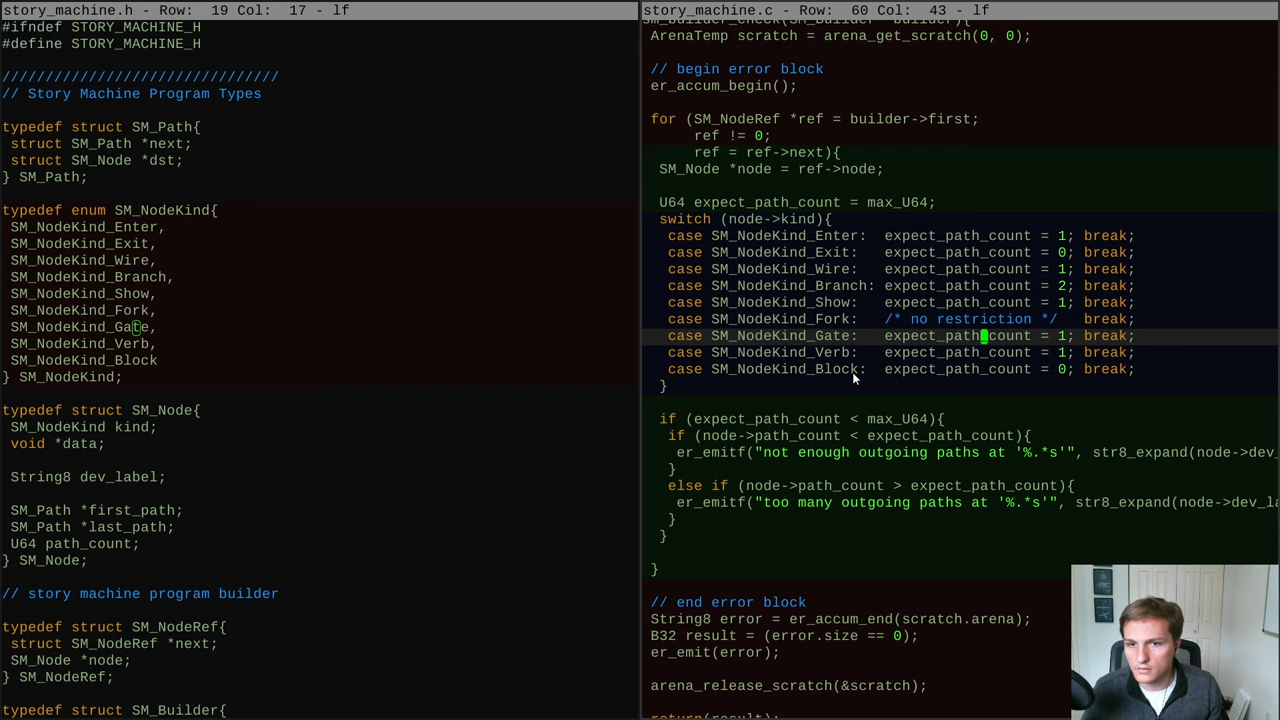 story_machine.h - Row:  19 Col:  17 - lf
#ifndef STORY_MACHINE_H
#define STORY_MACHINE_H
////////////////////////////////
// Story Machine Program Types
typedef struct SM_Path{
 struct SM_Path *next;
 struct SM_Node *dst;
} SM_Path;
typedef enum SM_NodeKind{
 SM_NodeKind_Enter,
 SM_NodeKind_Exit,
 SM_NodeKind_Wire,
 SM_NodeKind_Branch,
 SM_NodeKind_Show,
 SM_NodeKind_Fork,
 SM_NodeKind_Gate,
 SM_NodeKind_Verb,
 SM_NodeKind_Block
} SM_NodeKind;
typedef struct SM_Node{
 SM_NodeKind kind;
 void *data;
 String8 dev_label;
 SM_Path *first_path;
 SM_Path *last_path;
 U64 path_count;
} SM_Node;
// story machine program builder
typedef struct SM_NodeRef{
 struct SM_NodeRef *next;
 SM_Node *node;
} SM_NodeRef;
typedef struct SM_Builder{
story_machine.c - Row:  60 Col:  43 - lf
sm_builder_check(SM_Builder *builder){
 ArenaTemp scratch = arena_get_scratch(0, 0);
 // begin error block
 er_accum_begin();
 for (SM_NodeRef *ref = builder->first;
      ref != 0;
      ref = ref->next){
  SM_Node *node = ref->node;
  U64 expect_path_count = max_U64;
  switch (node->kind){
   case SM_NodeKind_Enter:  expect_path_count = 1; break;
   case SM_NodeKind_Exit:   expect_path_count = 0; break;
   case SM_NodeKind_Wire:   expect_path_count = 1; break;
   case SM_NodeKind_Branch: expect_path_count = 2; break;
   case SM_NodeKind_Show:   expect_path_count = 1; break;
   case SM_NodeKind_Fork:   /* no restriction */   break;
   case SM_NodeKind_Gate:   expect_path_count = 1; break;
   case SM_NodeKind_Verb:   expect_path_count = 1; break;
   case SM_NodeKind_Block:  expect_path_count = 0; break;
  }
  if (expect_path_count < max_U64){
   if (node->path_count < expect_path_count){
    er_emitf("not enough outgoing paths at '%.*s'", str8_expand(node->dev_
   }
   else if (node->path_count > expect_path_count){
    er_emitf("too many outgoing paths at '%.*s'", str8_expand(node->dev_la
   }
  }
 }
 // end error block
 String8 error = er_accum_end(scratch.arena);
 B32 result = (error.size == 0);
 er_emit(error);
 arena_release_scratch(&scratch);
 return(result);